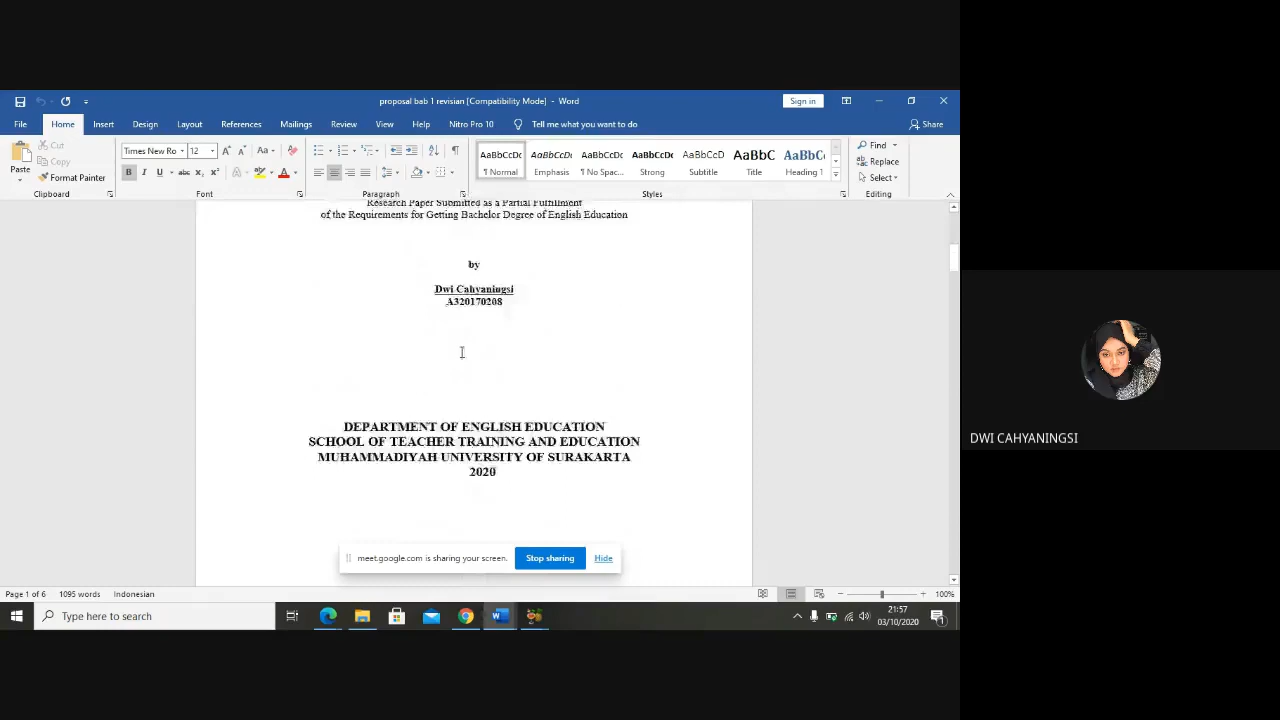 proposal bab 1 revisian [Compatibility Mode] - Word
Sign in
File Home Insert Design Layout References Mailings Review View Help Nitro Pro 10 Tell me what you want to do Share
Paste
Cut
Copy
Format Painter
Clipboard
Times New Ro 12
Font
Paragraph
AaBbCcDc AaBbCcDc AaBbCcDc AaBbCcDc AaBbCcD AaBbC AaBbCc
¶ Normal Emphasis ¶ No Spac... Strong Subtitle Title Heading 1
Styles
Find
Replace
Select
Editing
Research Paper Submitted as a Partial Fulfillment
of the Requirements for Getting Bachelor Degree of English Education
by
Dwi Cahyaningsi
A320170208
DEPARTMENT OF ENGLISH EDUCATION
SCHOOL OF TEACHER TRAINING AND EDUCATION
MUHAMMADIYAH UNIVERSITY OF SURAKARTA
2020
meet.google.com is sharing your screen. Stop sharing Hide
Page 1 of 6 1095 words Indonesian 100%
Type here to search
21:57
03/10/2020
DWI CAHYANINGSI